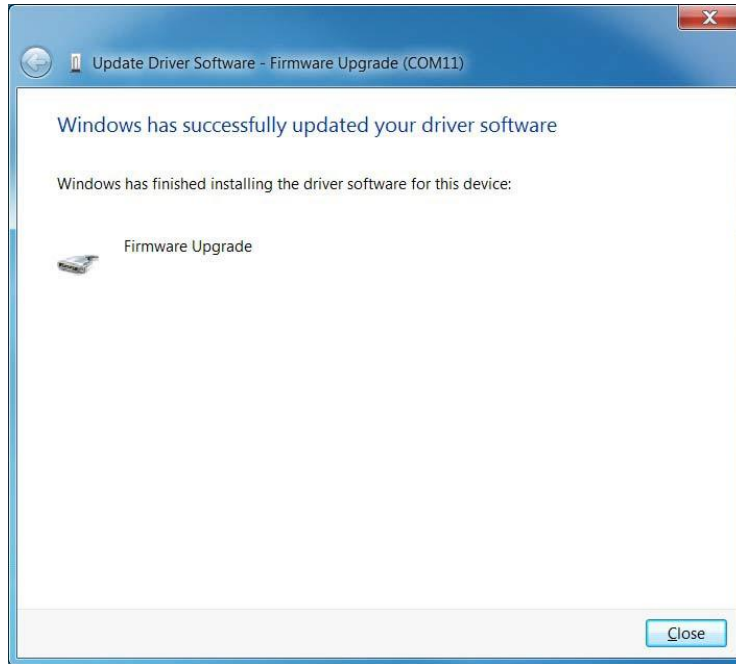 Update Driver Software - Firmware Upgrade (COM11)
Windows has successfully updated your driver software
Windows has finished installing the driver software for this device:
Firmware Upgrade
Close